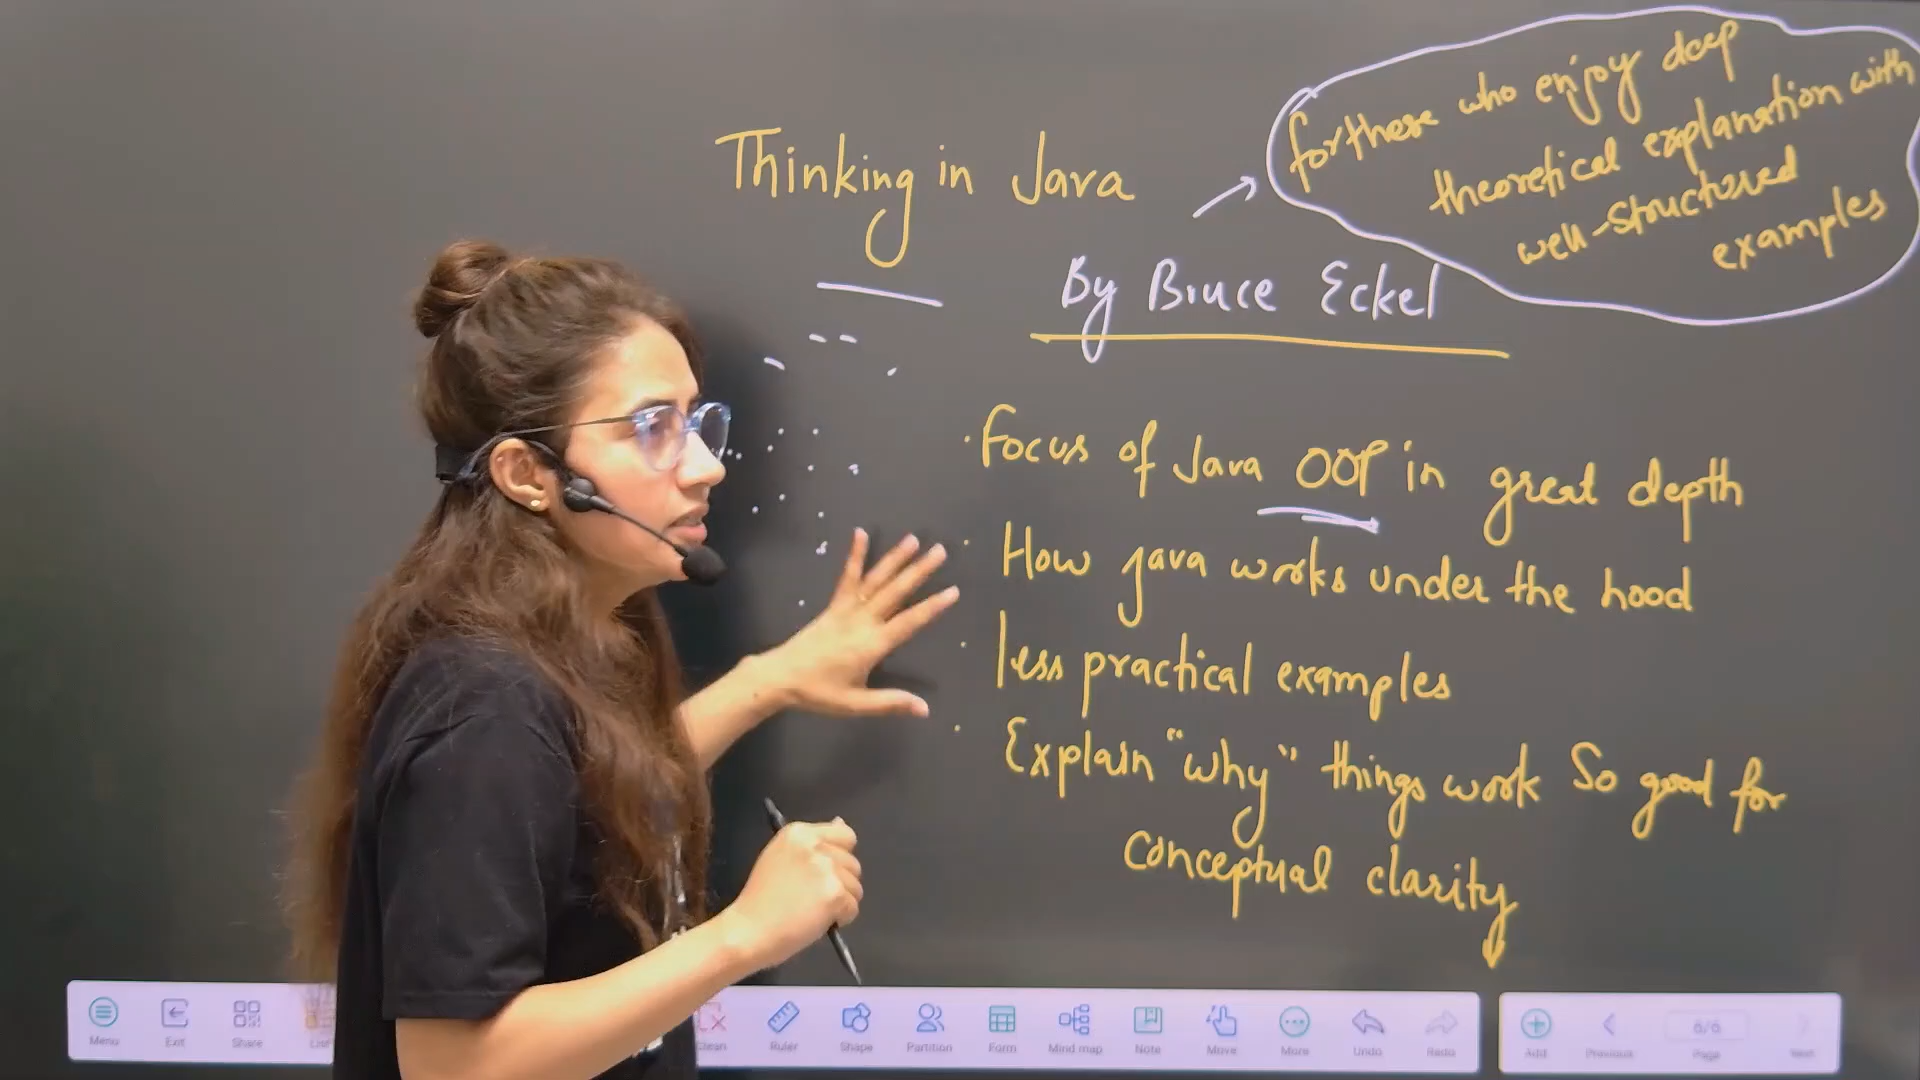 for these who enjoy deep
theoretical explanation with
well-structured
examples
Thinking in Java
By Bruce Eckel
· Focus of Java OOP in great depth
· How java works under the hood
· less practical examples
· Explain "why" things work So good for
conceptual clarity
Menu
Exit
Share
Clean
Ruler
Shape
Partition
Form
Mind map
Note
Move
More
Undo
Redo
Add
Previous
6/6
Page
Next